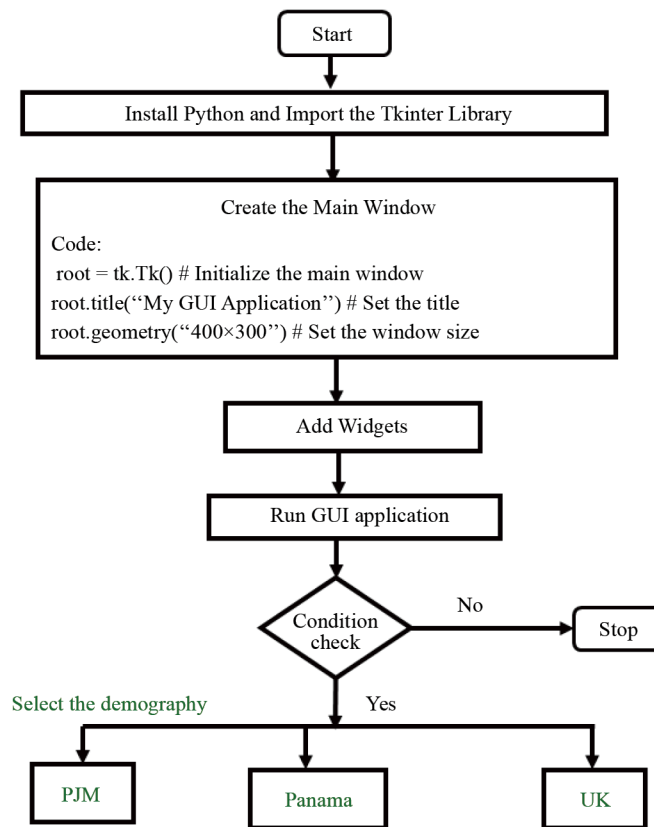 Start
Install Python and Import the Tkinter Library
Create the Main Window
Code:
root = tk.Tk() # Initialize the main window
root.title(‘‘My GUI Application’’) # Set the title
root.geometry(‘‘400×300’’) # Set the window size
Add Widgets
Run GUI application
Condition
check
No
Stop
Select the demography
Yes
PJM
Panama
UK